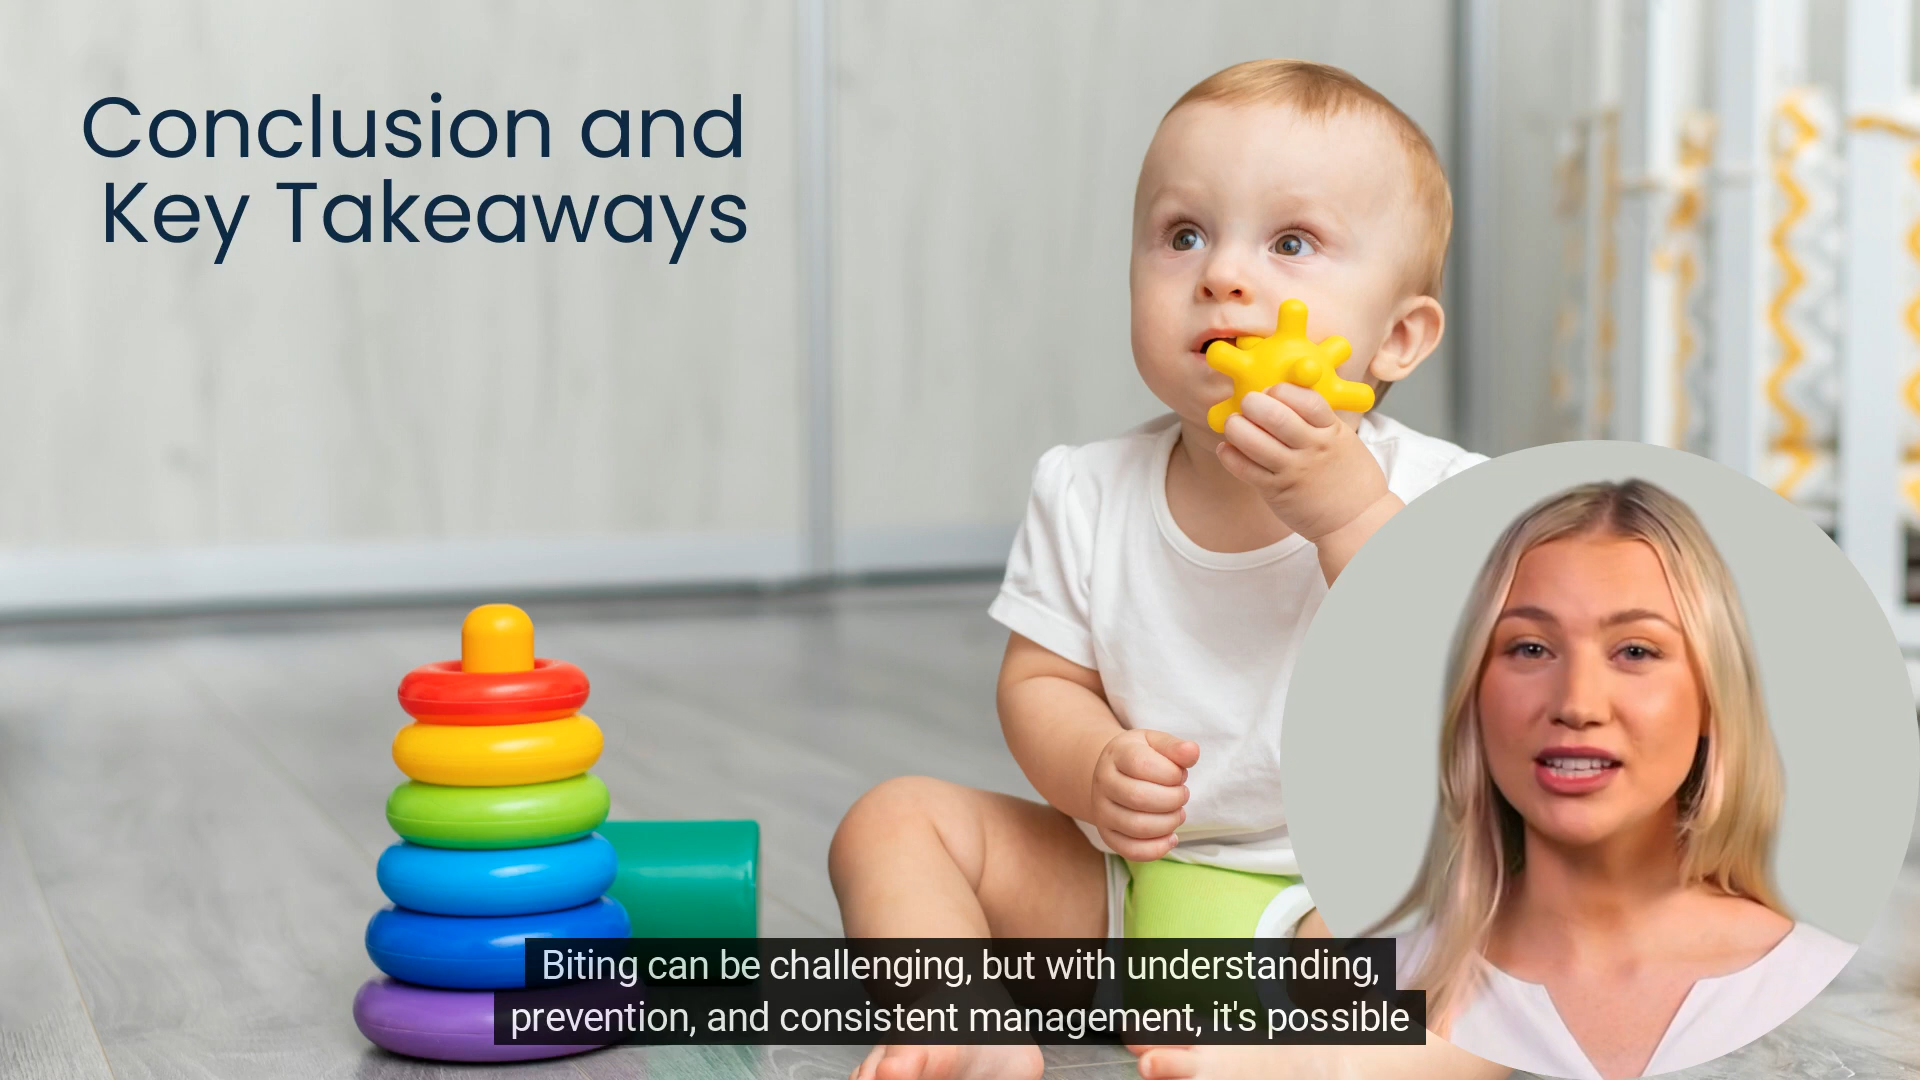 Conclusion and
Key Takeaways
Biting can be challenging, but with understanding,
prevention, and consistent management, it's possible